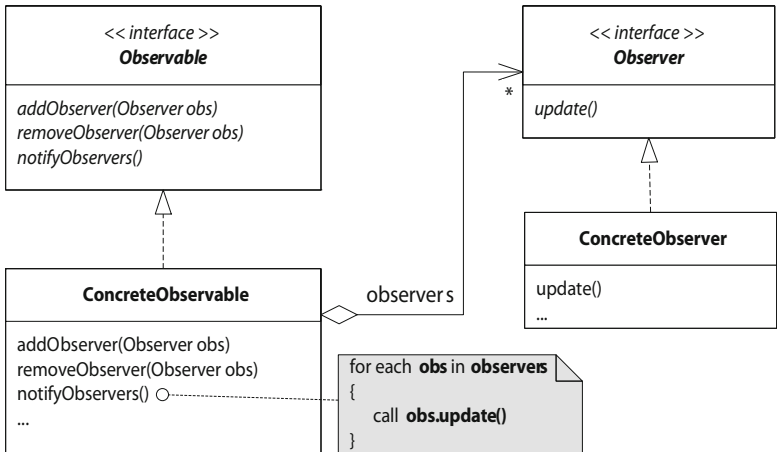 << interface >>
Observable
addObserver(Observer obs)
removeObserver(Observer obs)
notifyObservers()
<< interface >>
Observer
update()
*
observers
ConcreteObserver
update()
...
ConcreteObservable
addObserver(Observer obs)
removeObserver(Observer obs)
notifyObservers()
...
for each obs in observers
{
call obs.update()
}